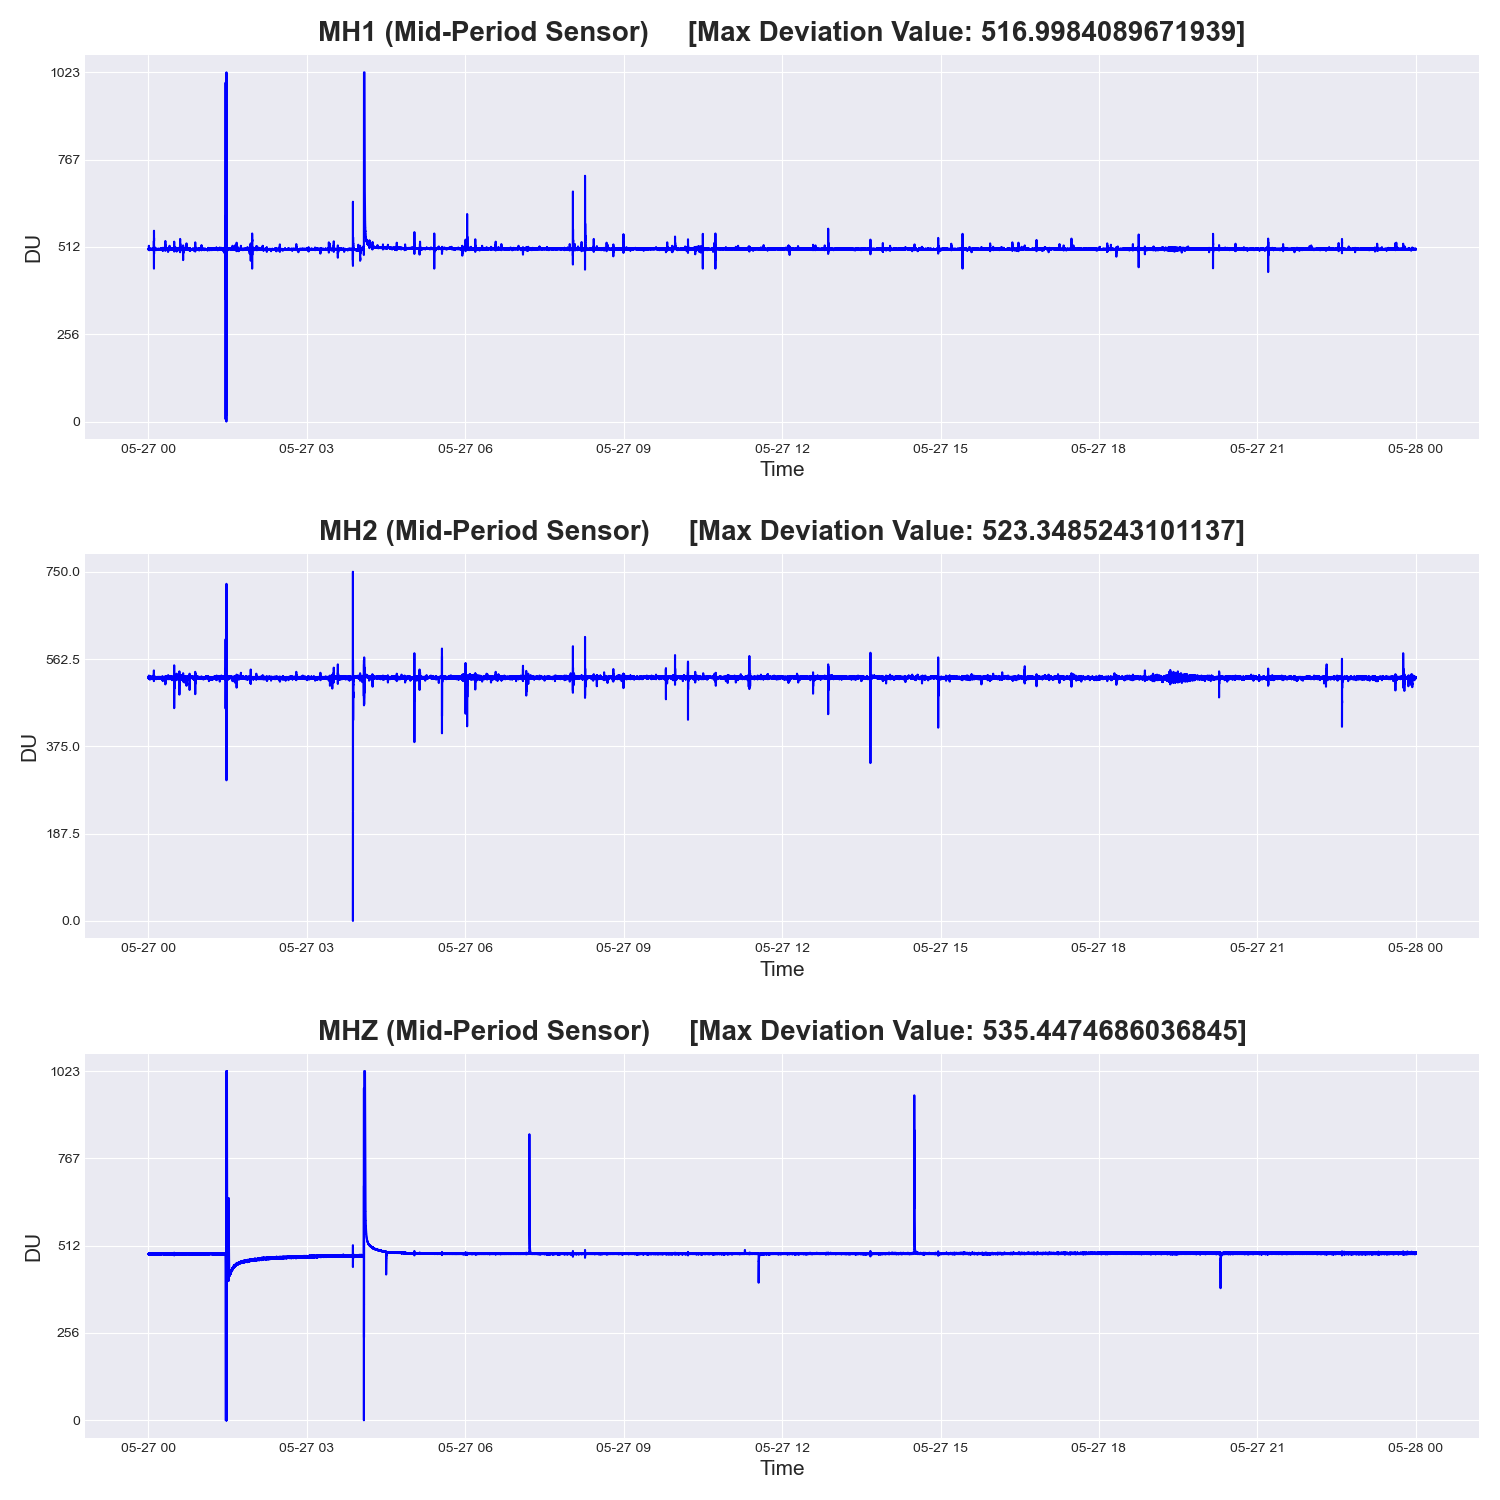 MH1 (Mid-Period Sensor) [Max Deviation Value: 516.9984089671939]
1023
767
512
256
0
DU
05-27 00 05-27 03 05-27 06 05-27 09 05-27 12 05-27 15 05-27 18 05-27 21 05-28 00
Time
MH2 (Mid-Period Sensor) [Max Deviation Value: 523.3485243101137]
750.0
562.5
375.0
187.5
0.0
DU
05-27 00 05-27 03 05-27 06 05-27 09 05-27 12 05-27 15 05-27 18 05-27 21 05-28 00
Time
MHZ (Mid-Period Sensor) [Max Deviation Value: 535.4474686036845]
1023
767
512
256
0
DU
05-27 00 05-27 03 05-27 06 05-27 09 05-27 12 05-27 15 05-27 18 05-27 21 05-28 00
Time